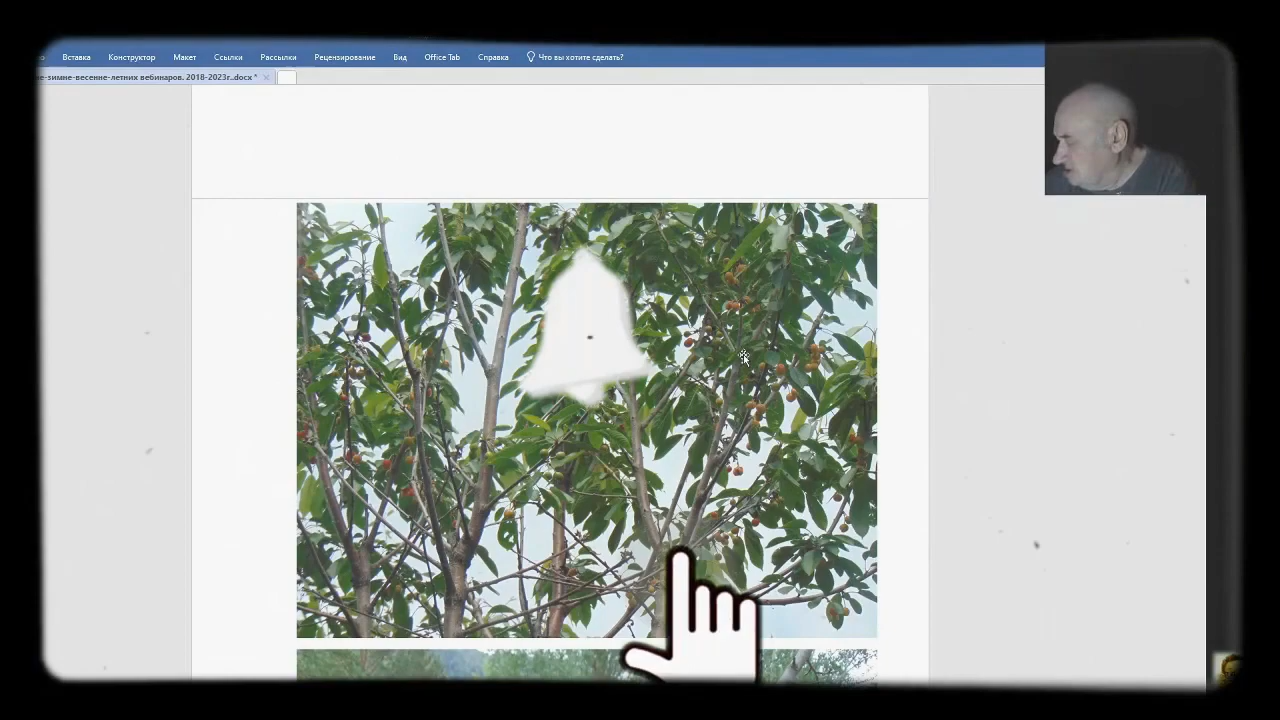 Вставка Конструктор Макет Ссылки Рассылки Рецензирование Вид Office Tab Справка Что вы хотите сделать?
не-зимне-весенне-летних вебинаров. 2018-2023г..docx *